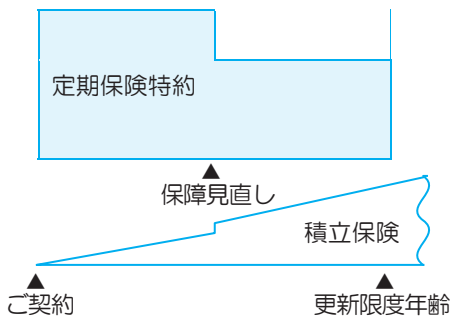 定期保険特約
▲
保障見直し
積立保険
▲
ご契約
▲
更新限度年齢